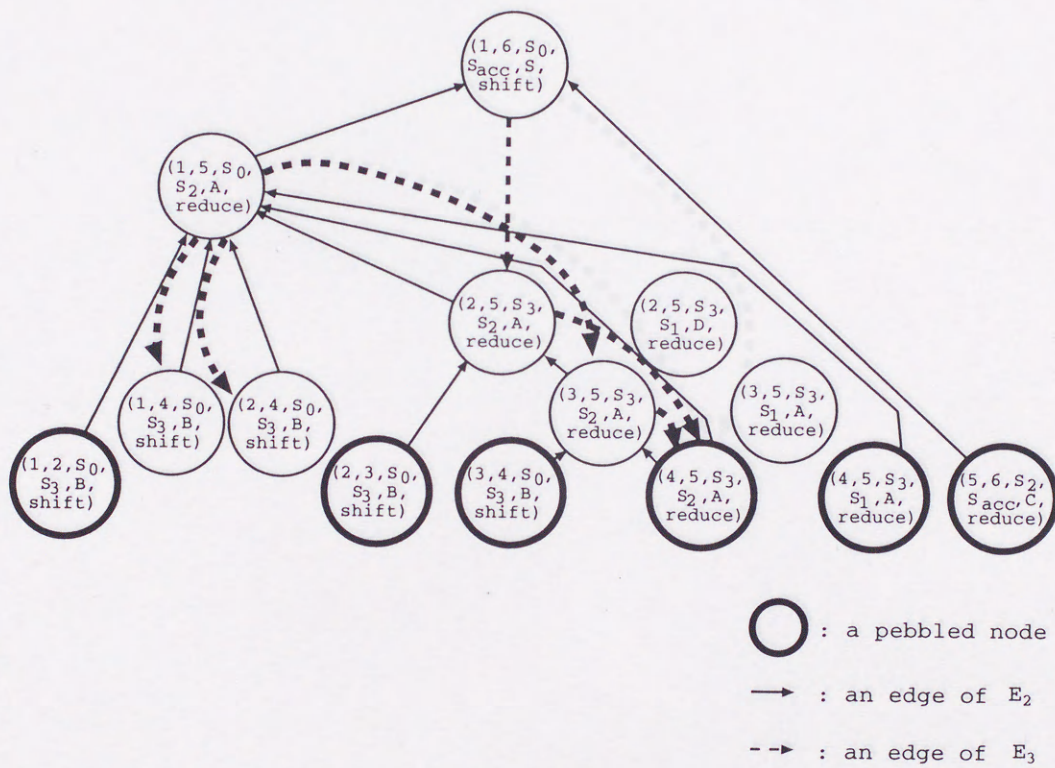 (1,6,S0,
Sacc,S,
shift)
(1,5,S0,
S2,A,
reduce)
(2,5,S3,
S2,A,
reduce)
(2,5,S3,
S1,D,
reduce)
(1,4,S0,
S3,B,
shift)
(2,4,S0,
S3,B,
shift)
(3,5,S3,
S2,A,
reduce)
(3,5,S3,
S1,A,
reduce)
(1,2,S0,
S3,B,
shift)
(2,3,S0,
S3,B,
shift)
(3,4,S0,
S3,B,
shift)
(4,5,S3,
S2,A,
reduce)
(4,5,S3,
S1,A,
reduce)
(5,6,S2,
Sacc,C,
reduce)
: a pebbled node
: an edge of E2
: an edge of E3